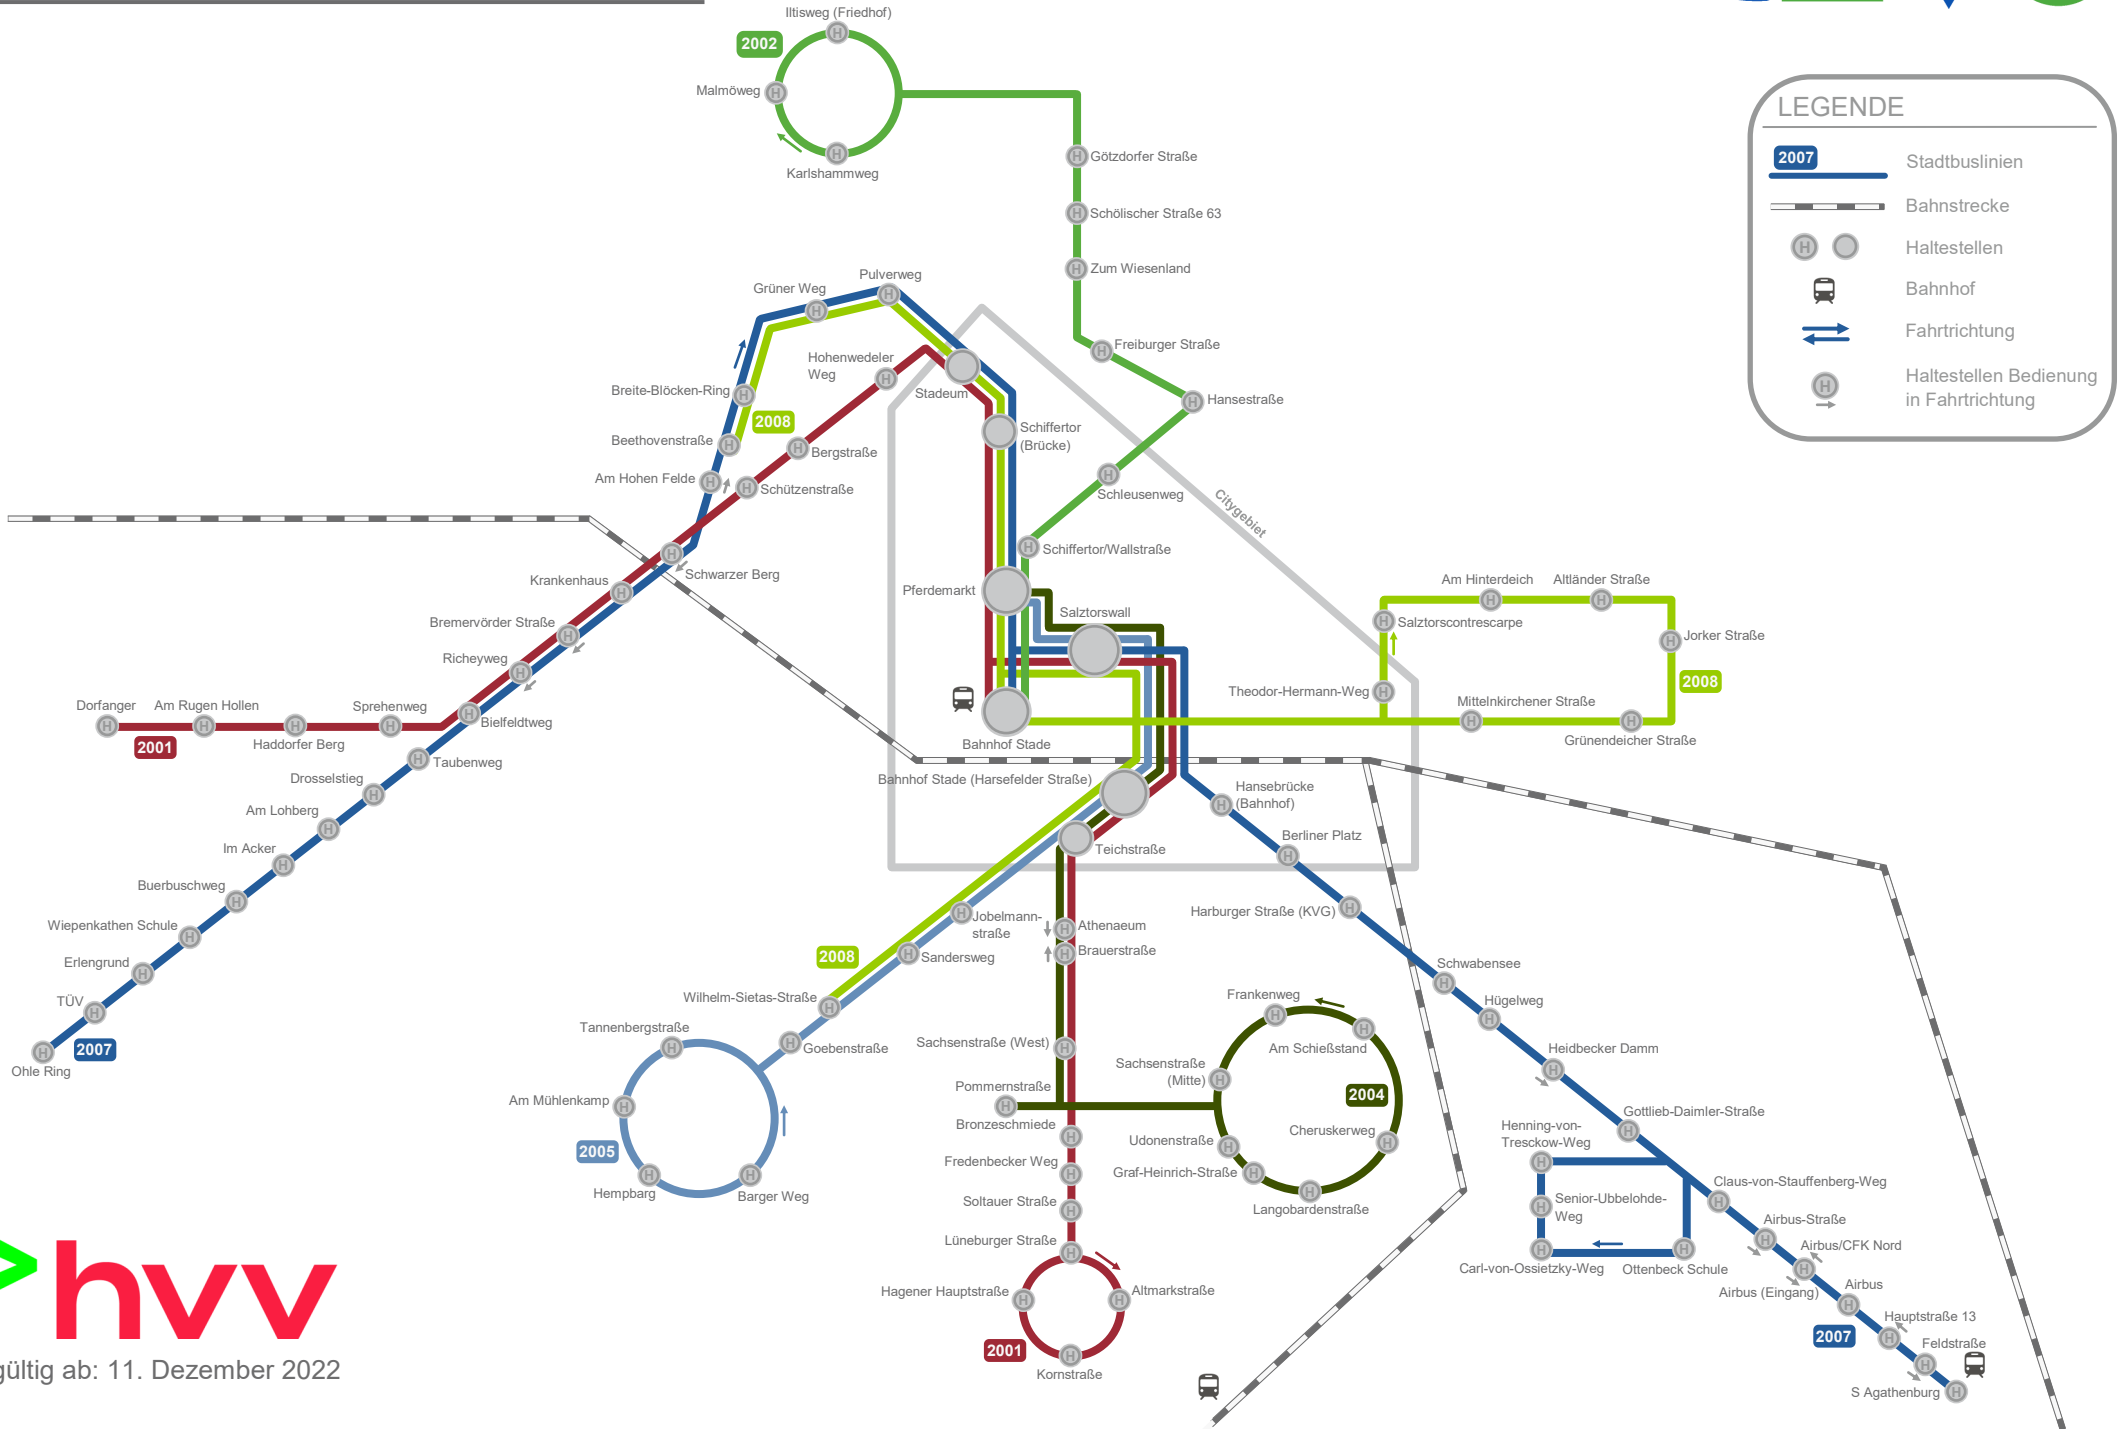 Iltisweg (Friedhof)
2002
Malmöweg
Karlshammweg
LEGENDE
2007
Stadtbuslinien
Bahnstrecke
H
Haltestellen
Bahnhof
Fahrtrichtung
H
Haltestellen Bedienung
in Fahrtrichtung
Götzdorfer Straße
Schölischer Straße 63
Zum Wiesenland
Freiburger Straße
Hansestraße
Schleusenweg
Schiffertor/Wallstraße
Citygebiet
Pulverweg
Grüner Weg
Hohenwedeler
Weg
Stadeum
Breite-Blöcken-Ring
2008
Beethovenstraße
Bergstraße
Am Hohen Felde
Schützenstraße
Schiffertor
(Brücke)
Schwarzer Berg
Krankenhaus
Bremervörder Straße
Richeyweg
Bielfeldtweg
Dorfanger
Am Rugen Hollen
Haddorfer Berg
Sprehenweg
2001
Taubenweg
Drosselstieg
Am Lohberg
Im Acker
Buerbuschweg
Wiepenkathen Schule
Erlengrund
TÜV
2007
Ohle Ring
Pferdemarkt
Salztorswall
Bahnhof Stade
Bahnhof Stade (Harsefelder Straße)
Teichstraße
Am Hinterdeich
Altländer Straße
Salztorscontrescarpe
Jorker Straße
Theodor-Hermann-Weg
Mittelnkirchener Straße
2008
Grünendeicher Straße
Hansebrücke
(Bahnhof)
Berliner Platz
Harburger Straße (KVG)
Schwabensee
Hügelweg
Heidbecker Damm
Gottlieb-Daimler-Straße
Henning-von-
Tresckow-Weg
Senior-Ubbelohde-
Weg
Carl-von-Ossietzky-Weg
Ottenbeck Schule
Claus-von-Stauffenberg-Weg
Airbus-Straße
Airbus/CFK Nord
Airbus (Eingang)
Airbus
Hauptstraße 13
2007
Feldstraße
S Agathenburg
Jobelmann-
straße
Sandersweg
2008
Wilhelm-Sietas-Straße
Goebenstraße
Tannenbergstraße
Am Mühlenkamp
2005
Hempbarg
Barger Weg
Athenaeum
Brauerstraße
Sachsenstraße (West)
Pommernstraße
Bronzeschmiede
Fredenbecker Weg
Soltauer Straße
Lüneburger Straße
Hagener Hauptstraße
Altmarkstraße
2001
Kornstraße
Frankenweg
Am Schießstand
Sachsenstraße
(Mitte)
2004
Cheruskerweg
Udonenstraße
Graf-Heinrich-Straße
Langobardenstraße
hvv
gültig ab: 11. Dezember 2022